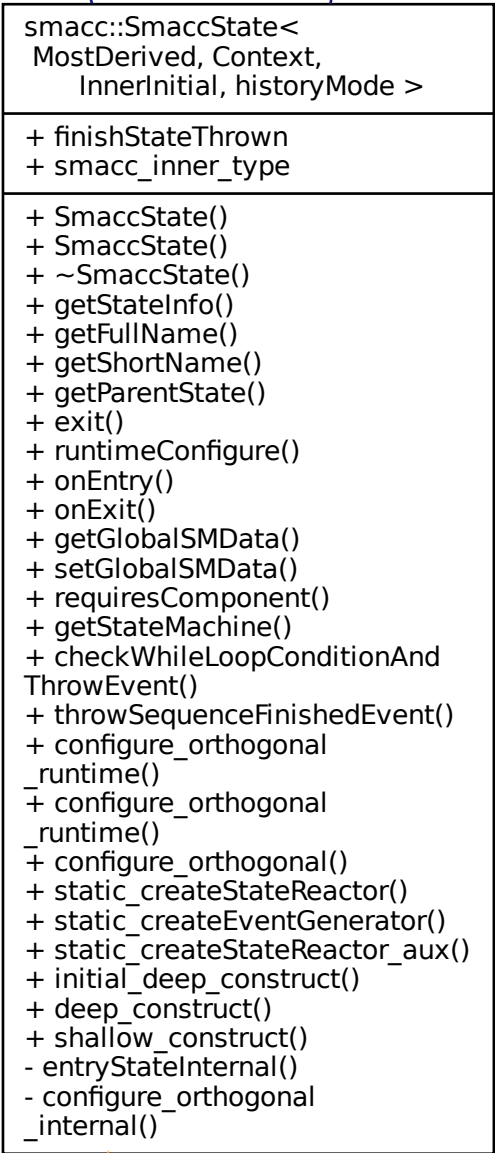 smacc::SmaccState<
MostDerived, Context,
InnerInitial, historyMode >
+ finishStateThrown
+ smacc_inner_type
+ SmaccState()
+ SmaccState()
+ ~SmaccState()
+ getStateInfo()
+ getFullName()
+ getShortName()
+ getParentState()
+ exit()
+ runtimeConfigure()
+ onEntry()
+ onExit()
+ getGlobalSMData()
+ setGlobalSMData()
+ requiresComponent()
+ getStateMachine()
+ checkWhileLoopConditionAnd
ThrowEvent()
+ throwSequenceFinishedEvent()
+ configure_orthogonal
_runtime()
+ configure_orthogonal
_runtime()
+ configure_orthogonal()
+ static_createStateReactor()
+ static_createEventGenerator()
+ static_createStateReactor_aux()
+ initial_deep_construct()
+ deep_construct()
+ shallow_construct()
- entryStateInternal()
- configure_orthogonal
_internal()